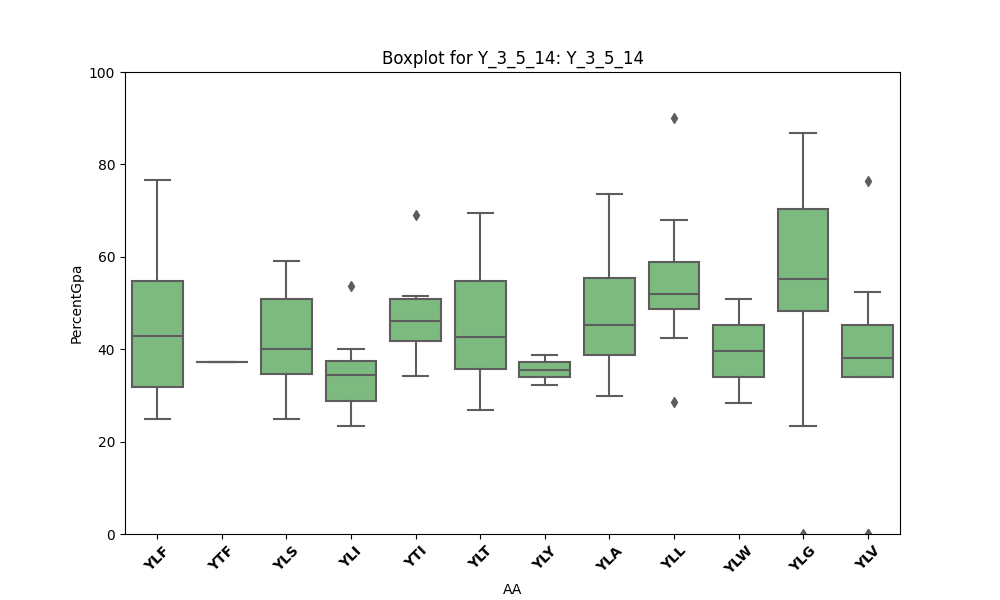 Boxplot for Y_3_5_14: Y_3_5_14
100
80
60
40
20
0
PercentGpa
YLF YTF YLS YLI YTI YLT YLY YLA YLL YLW YLG YLV
AA